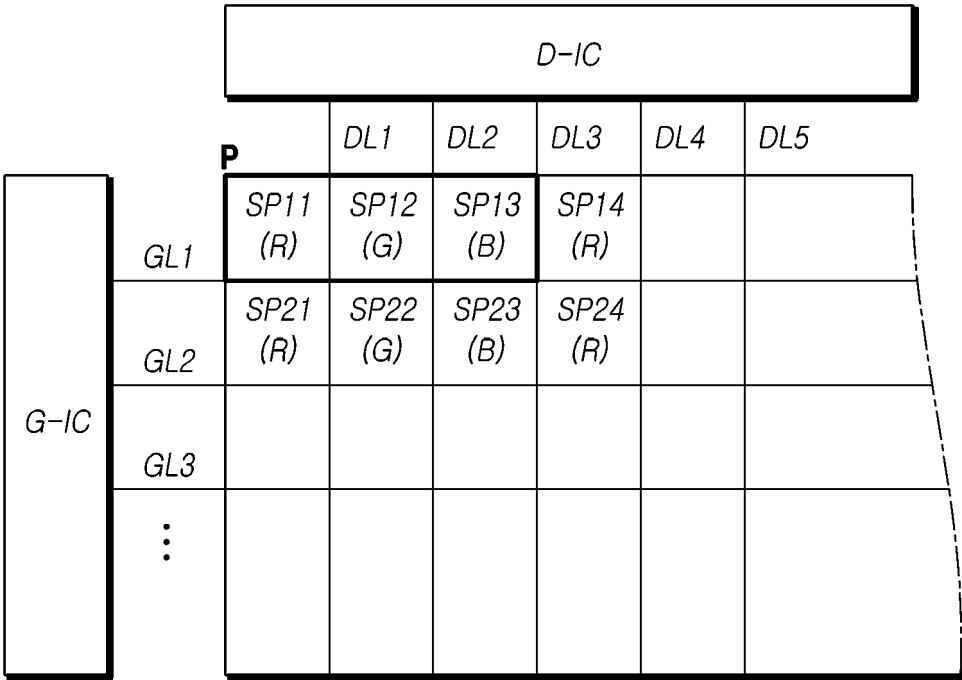 D-IC
DL1 DL2 DL3 DL4 DL5
P
SP11 SP12 SP13 SP14
(R) (G) (B) (R)
GL1
SP21 SP22 SP23 SP24
(R) (G) (B) (R)
GL2
G-IC
GL3